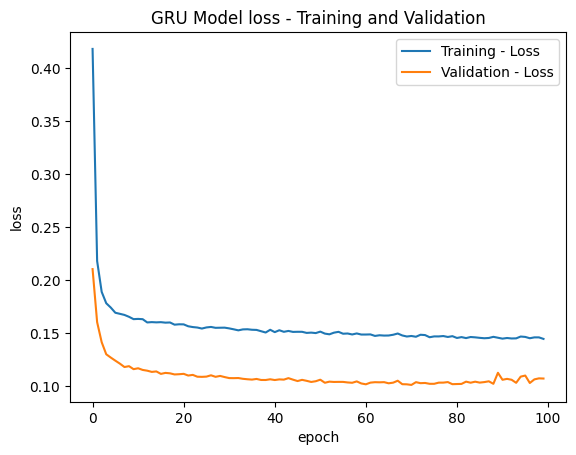 GRU Model loss - Training and Validation
Training - Loss
Validation - Loss
0.40
0.35
0.30
0.25
0.20
0.15
0.10
loss
0
20
40
60
80
100
epoch